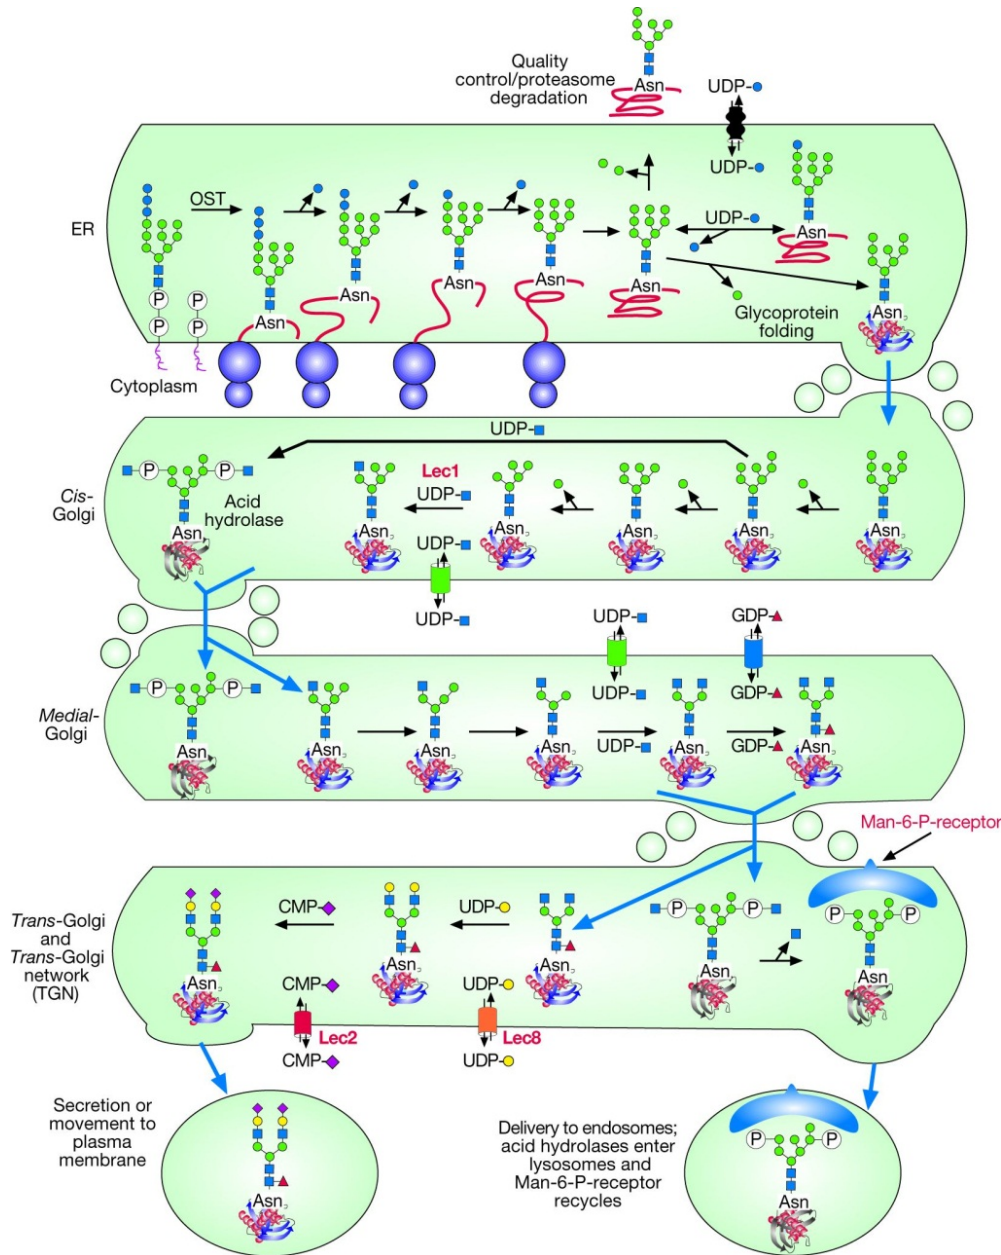 Quality
control/proteasome
degradation
Asn
UDP-
UDP-
ER
OST
UDP-
Asn
Asn
Asn
Asn
Asn
Asn
Asn
P
P
P
P
Glycoprotein
folding
Cytoplasm
UDP-
P
P
Lec1
UDP-
Acid
hydrolase
Cis-
Golgi
Asn
Asn
Asn
Asn
Asn
Asn
UDP-
UDP-
UDP-
GDP-
P
P
UDP-
GDP-
Medial-
Golgi
Asn
Asn
Asn
Asn
UDP-
Asn
GDP-
Asn
Man-6-P-receptor
CMP-
UDP-
P
P
P
P
Trans-Golgi
and
Trans-Golgi
network
(TGN)
Asn
Asn
Asn
Asn
Asn
CMP-
UDP-
Lec2
Lec8
CMP-
UDP-
Secretion or
movement to
plasma
membrane
Asn
Delivery to endosomes;
acid hydrolases enter
lysosomes and
Man-6-P-receptor
recycles
P
P
Asn